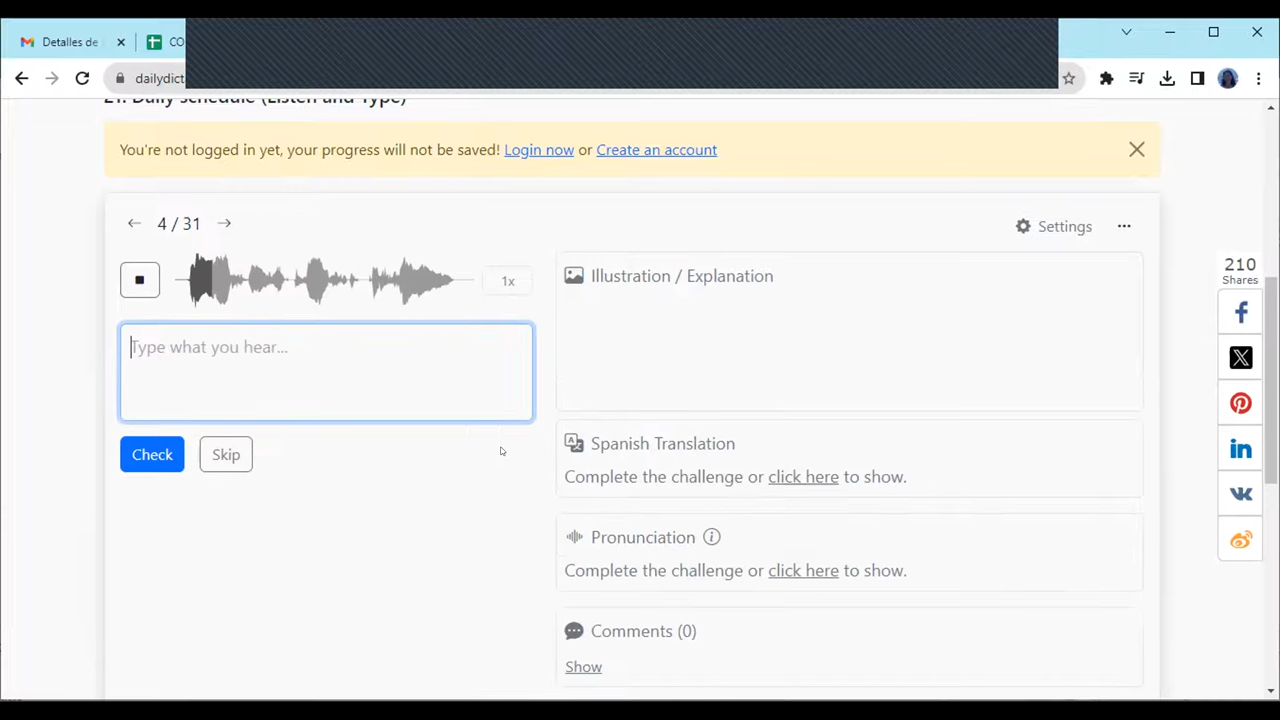 Detalles de
CO
dailydict
21. Daily schedule (Listen and Type)
You're not logged in yet, your progress will not be saved! Login now or Create an account
4 / 31
Settings
1x
Type what you hear...
Check
Skip
Illustration / Explanation
Spanish Translation
Complete the challenge or click here to show.
Pronunciation
Complete the challenge or click here to show.
Comments (0)
Show
210
Shares